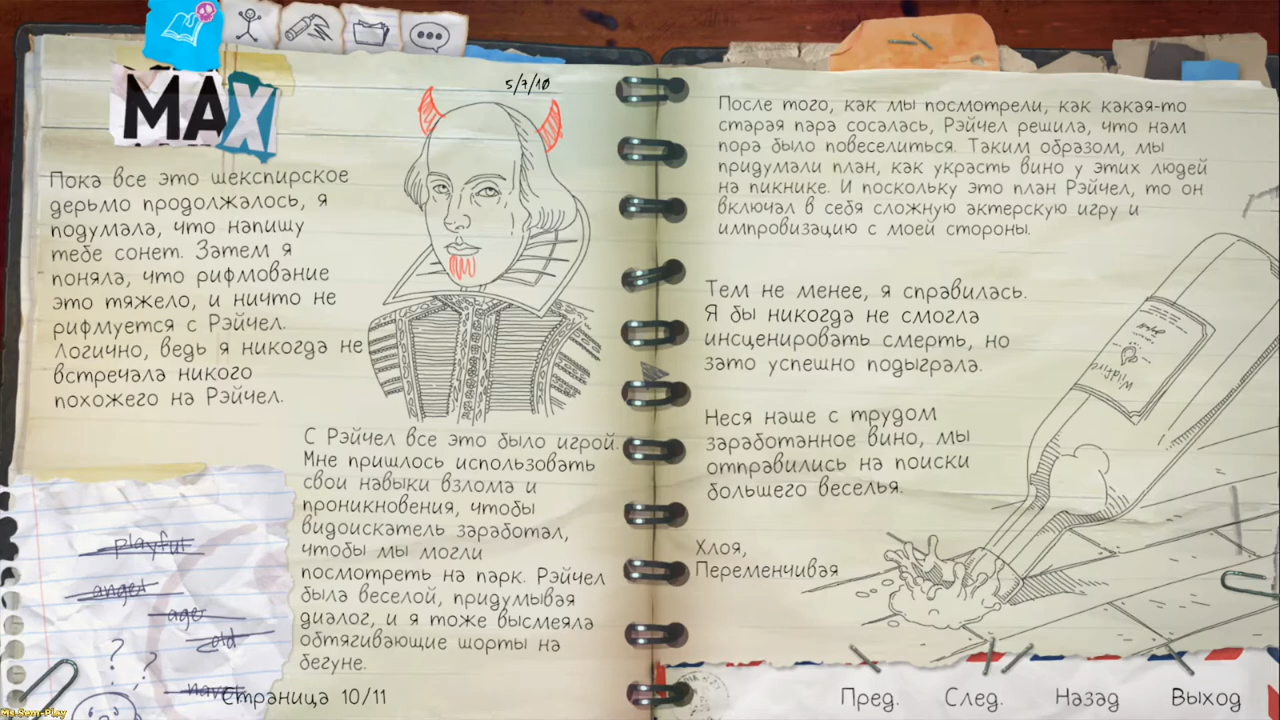 MAX
5/7/10
Пока все это шекспирское
дерьмо продолжалось, я
подумала, что напишу
тебе сонет. Затем я
поняла, что рифмование
это тяжело, и ничто не
рифмуется с Рэйчел.
Логично, ведь я никогда не
встречала никого
похожего на Рэйчел.
С Рэйчел все это было игрой.
Мне пришлось использовать
свои навыки взлома и
проникновения, чтобы
видоискатель заработал,
чтобы мы могли
посмотреть на парк. Рэйчел
была веселой, придумывая
диалог, и я тоже высмеяла
обтягивающие шорты на
бегуне.
playful
anger
age
old
? ?
Страница 10/11
После того, как мы посмотрели, как какая-то
старая пара сосалась, Рэйчел решила, что нам
пора было повеселиться. Таким образом, мы
придумали план, как украсть вино у этих людей
на пикнике. И поскольку это план Рэйчел, то он
включал в себя сложную актерскую игру и
импровизацию с моей стороны.
Тем не менее, я справилась.
Я бы никогда не смогла
инсценировать смерть, но
зато успешно подыграла.
Неся наше с трудом
заработанное вино, мы
отправились на поиски
большего веселья.
Хлоя,
Переменчивая
Пред. След. Назад Выход
Ms.Swan-Play